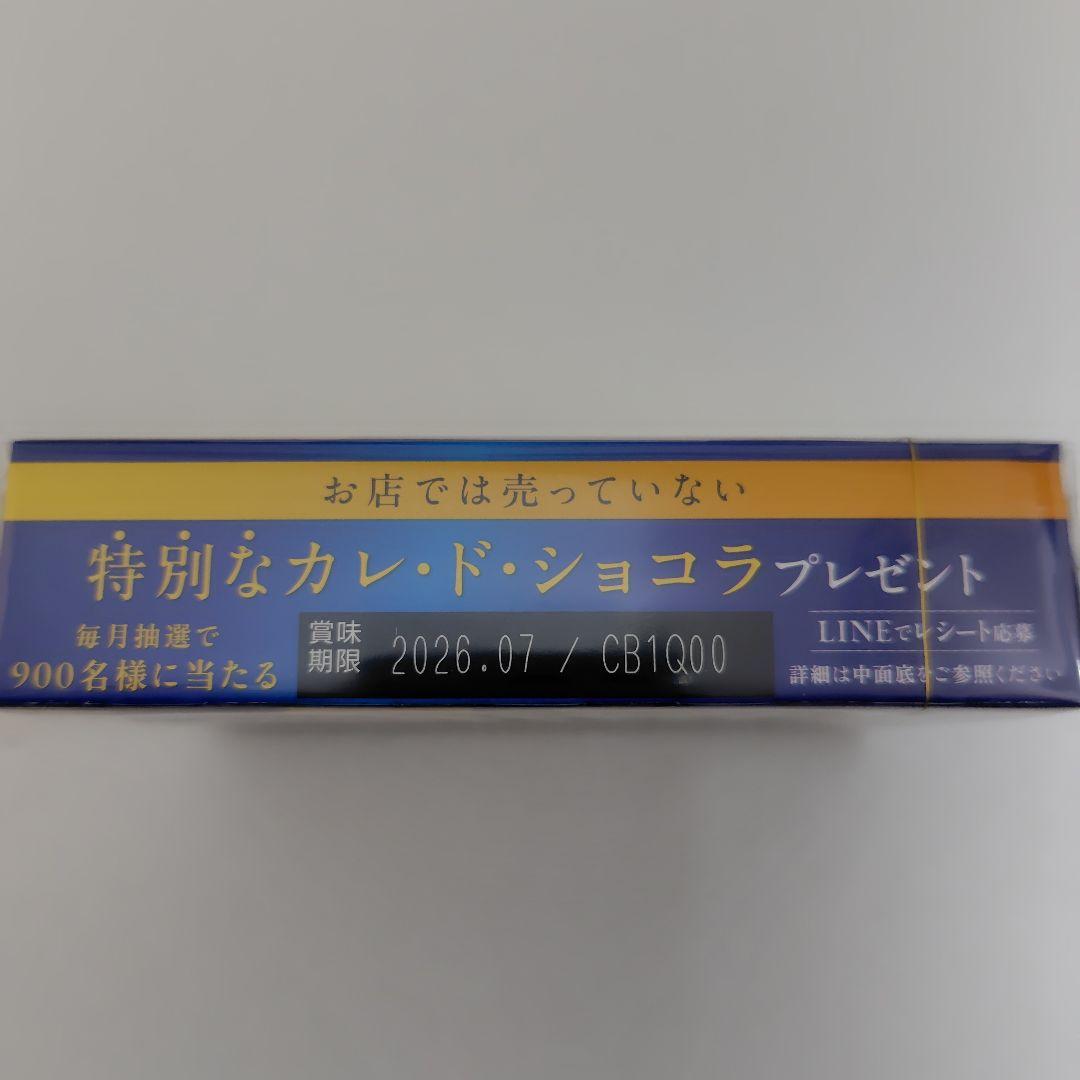 お店では売っていない
特別なカレ・ド・ショコラプレゼント
毎月抽選で
900名様に当たる
賞味
期限
2026.07 / CB1Q00
LINEでレシート応募
詳細は中面底をご参照ください